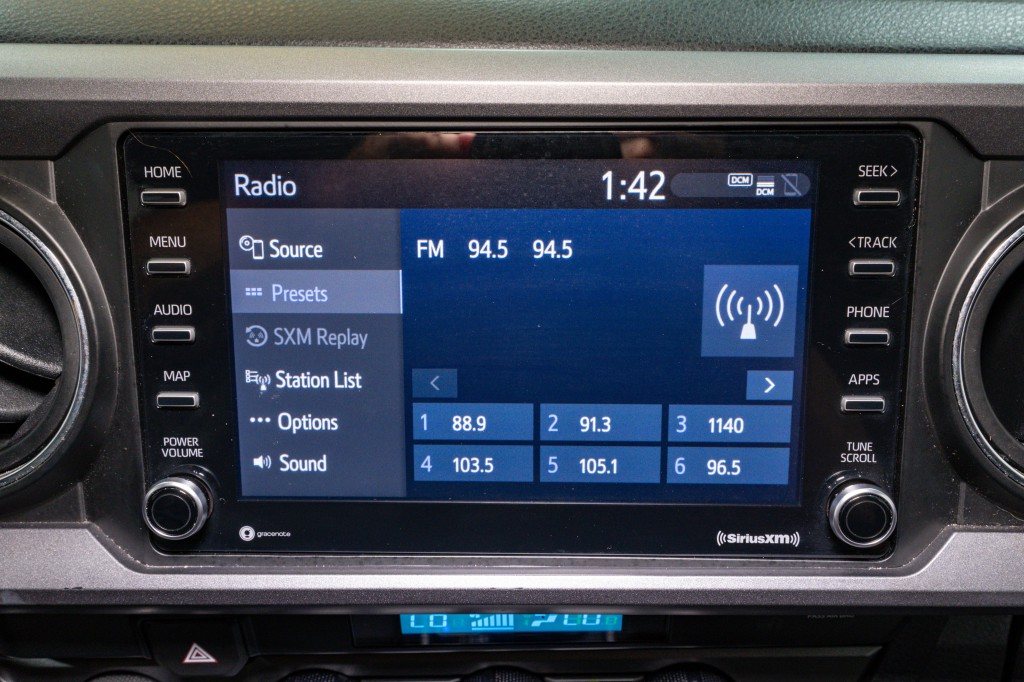 HOME
MENU
AUDIO
MAP
POWER
VOLUME
Radio 1:42 DCM DCM
Source
Presets
SXM Replay
Station List
Options
Sound
FM 94.5 94.5
< >
1 88.9 2 91.3 3 1140
4 103.5 5 105.1 6 96.5
SEEK >
< TRACK
PHONE
APPS
TUNE
SCROLL
gracenote
SiriusXM
LO LO